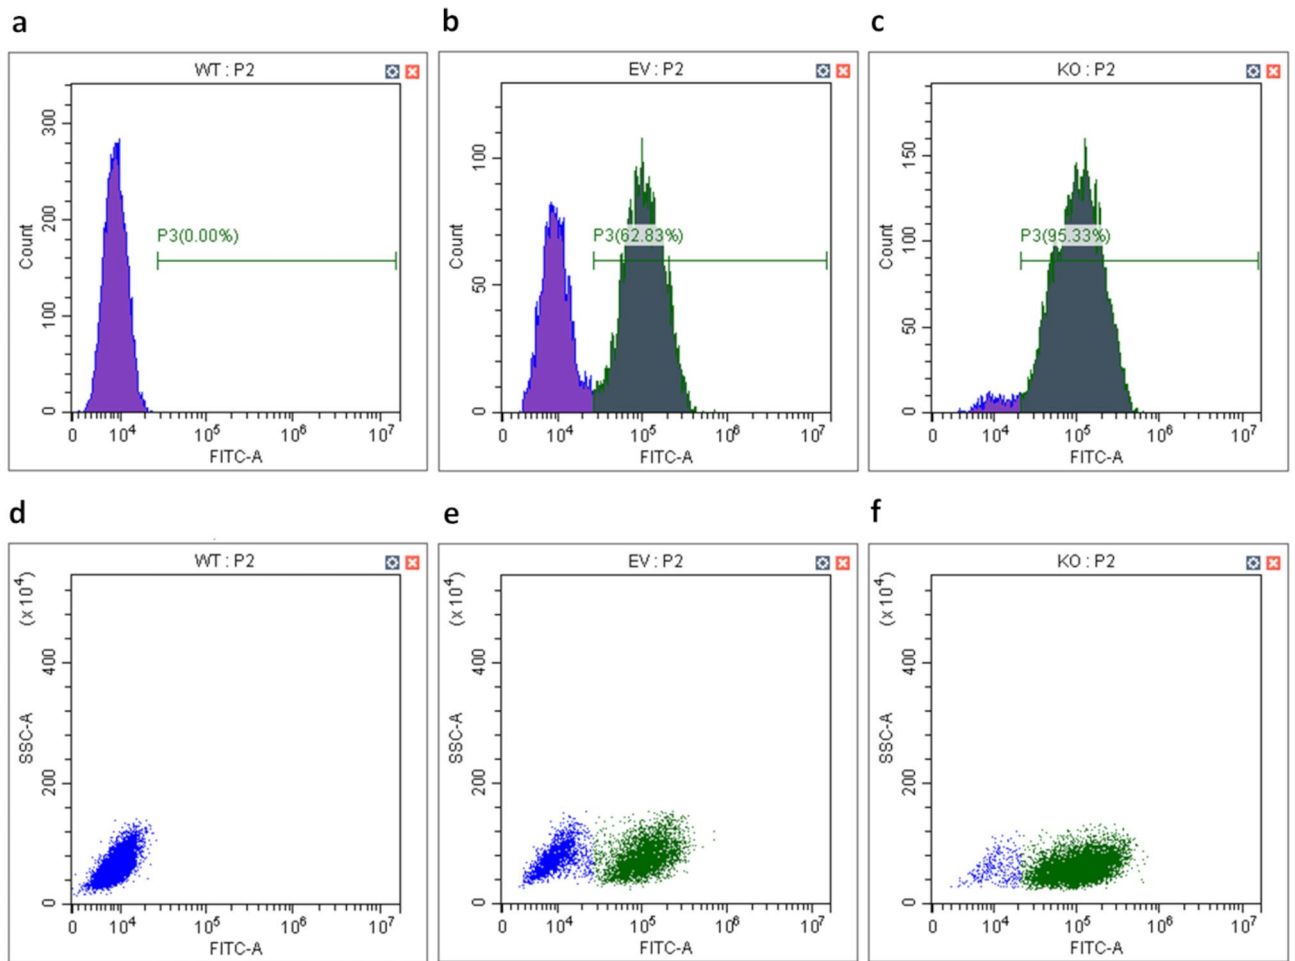 a
b
c
WT : P2
EV : P2
KO : P2
Count
300
200
100
0
P3(0.00%)
0 10^4 10^5 10^6 10^7
FITC-A
Count
100
50
0
P3(62.83%)
0 10^4 10^5 10^6 10^7
FITC-A
Count
150
100
50
0
P3(95.33%)
0 10^4 10^5 10^6 10^7
FITC-A
d
e
f
WT : P2
EV : P2
KO : P2
(x 10^4)
SSC-A
400
200
0
0 10^4 10^5 10^6 10^7
FITC-A
(x 10^4)
SSC-A
400
200
0
0 10^4 10^5 10^6 10^7
FITC-A
(x 10^4)
SSC-A
400
200
0
0 10^4 10^5 10^6 10^7
FITC-A